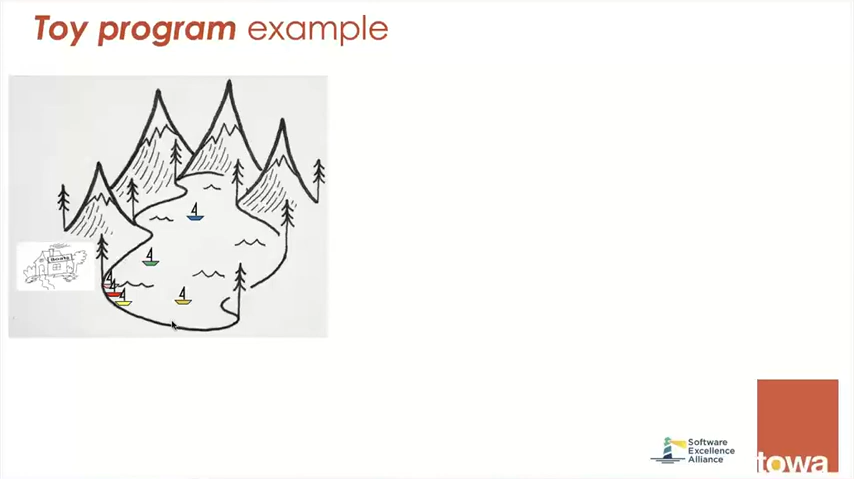 Toy program example
Boats
Software
Excellence
Alliance
towa